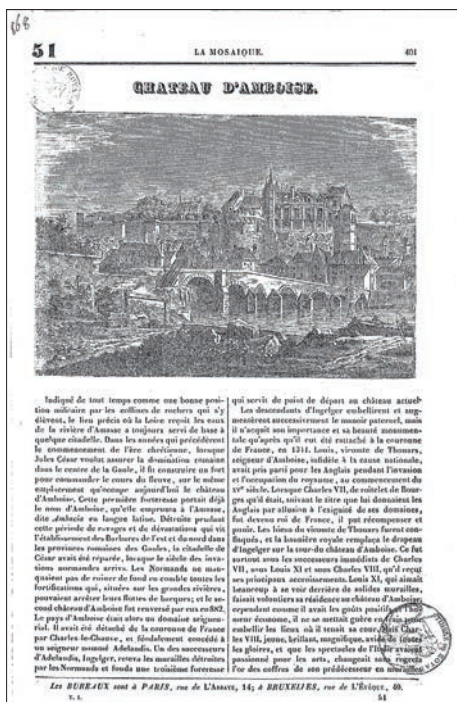 868
51
LA MOSAIQUE.
401
CHATEAU D'AMBOISE.
Indiqué de tout temps comme une bonne posi-
tion militaire par les collines de rochers qui s'y
élèvent, le lieu précis où la Loire reçoit les eaux
de la rivière d'Amasse a toujours servi de base à
quelque citadelle. Dans les années qui précédèrent
le commencement de l'ère chrétienne, lorsque
Jules César voulut assurer la domination romaine
dans le centre de la Gaule, il fit construire un fort
pour commander le cours du fleuve, sur le même
emplacement qu'occupe aujourd'hui le château
d'Amboise. Cette première forteresse portait déjà
le nom d'Amboise, qu'elle emprunta à l'Amasse,
dite Ambacia en langue latine. Détruite pendant
cette période de ravages et de dévastations qui vit
l'établissement des Barbares de l'est et du nord dans
les provinces romaines des Gaules, la citadelle de
César avait été réparée, lorsque le siècle des inva-
sions normandes arriva. Les Normands ne man-
quaient pas de ruiner de fond en comble toutes les
fortifications qui, situées sur les grandes rivières,
pouvaient arrêter leurs flottes de barques; et le se-
cond château d'Amboise fut renversé par eux en 882.
Le pays d'Amboise était alors un domaine seigneu-
rial. Il avait été détaché de la couronne de France
par Charles-le-Chauve, et féodalement concédé à
un seigneur nommé Adelandis. Un des successeurs
d'Adelandis, Ingelger, releva les murailles détruites
par les Normands et fonda une troisième forteresse
qui servit de point de départ au château actuel
Les descendants d'Ingelger embellirent et aug-
mentèrent successivement le manoir paternel, mais
il n'acquit son importance et sa beauté monumen-
tale qu'après qu'il eut été rattaché à la couronne
de France, en 1341. Louis, vicomte de Thouars,
seigneur d'Amboise, infidèle à la cause nationale,
avait pris parti pour les Anglais pendant l'invasion
et l'occupation du royaume, au commencement du
XVe siècle. Lorsque Charles VII, de roitelet de Bour-
ges qu'il était, suivant le titre que lui donnaient les
Anglais par allusion à l'exiguité de ses domaines,
fut devenu roi de France, il put récompenser et
punir. Les biens du vicomte de Thouars furent con-
fisqués, et la bannière royale remplaça le drapeau
d'Ingelger sur la tour du château d'Amboise. Ce fut
surtout sous les successeurs immédiats de Charles
VII, sous Louis XI et sous Charles VIII, qu'il reçut
ses principaux accroissements. Louis XI, qui aimait
beaucoup à se voir derrière de solides murailles,
faisait volontiers sa résidence au château d'Amboise;
cependant comme il avait les goûts positifs et l'hu-
meur économe, il ne se mettait guère en frais pour
embellir les lieux où il tenait sa cour. Mais Char-
les VIII, jeune, brillant, magnifique, avide de toutes
les gloires, et que les spectacles de l'Italie avaient
passionné pour les arts, changeait sans regrets
l'or des coffres de son prédécesseur en murailles
Les BUREAUX sont à PARIS, rue de L'ABBAYE, 14; à BRUXELLES, rue de L'ÉVÊQUE, 40.
T. I.
51